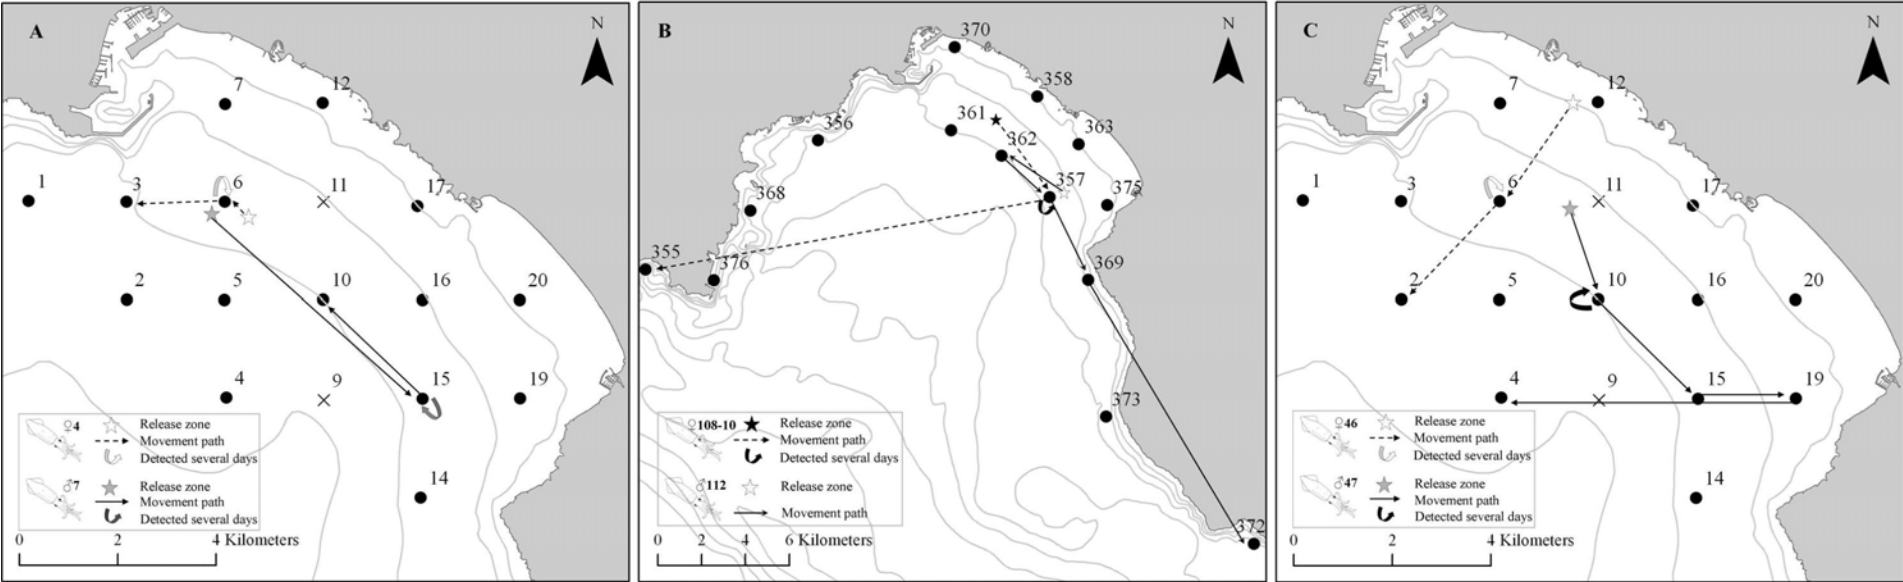 A
N
7
12
1
3
6
11
17
2
5
10
16
20
4
9
15
19
14
♀4
Release zone
Movement path
Detected several days
♂7
Release zone
Movement path
Detected several days
0 2 4 Kilometers
B
N
370
358
361
363
356
362
357
375
368
355
376
369
373
372
♀108-10
Release zone
Movement path
Detected several days
♂112
Release zone
Movement path
0 2 4 6 Kilometers
C
N
7
12
1
3
6
11
17
2
5
10
16
20
4
9
15
19
14
♀46
Release zone
Movement path
Detected several days
♂47
Release zone
Movement path
Detected several days
0 2 4 Kilometers